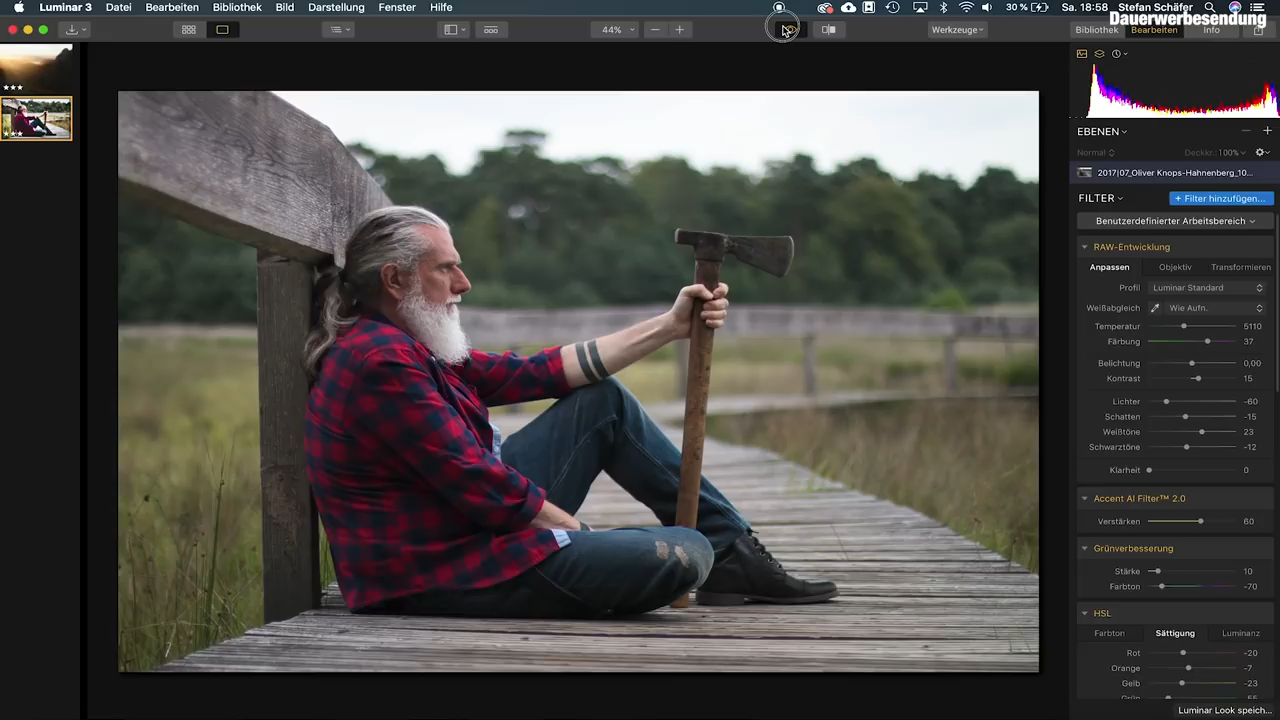 Luminar 3 Datei Bearbeiten Bibliothek Bild Darstellung Fenster Hilfe 30% Sa. 18:58 Stefan Schäfer
Dauerwerbesendung
44% Werkzeuge Bibliothek Bearbeiten Info
EBENEN
Normal Deckkr.: 100%
2017|07_Oliver Knops-Hahnenberg_10...
FILTER + Filter hinzufügen...
Benutzerdefinierter Arbeitsbereich
RAW-Entwicklung
Anpassen Objektiv Transformieren
Profil Luminar Standard
Weißabgleich Wie Aufn.
Temperatur 5110
Färbung 37
Belichtung 0,00
Kontrast 15
Lichter -60
Schatten -15
Weißtöne 23
Schwarztöne -12
Klarheit 0
Accent AI Filter™ 2.0
Verstärken 60
Grünverbesserung
Stärke 10
Farbton -70
HSL
Farbton Sättigung Luminanz
Rot -20
Orange -7
Gelb -23
Grün -55
Luminar Look speich...